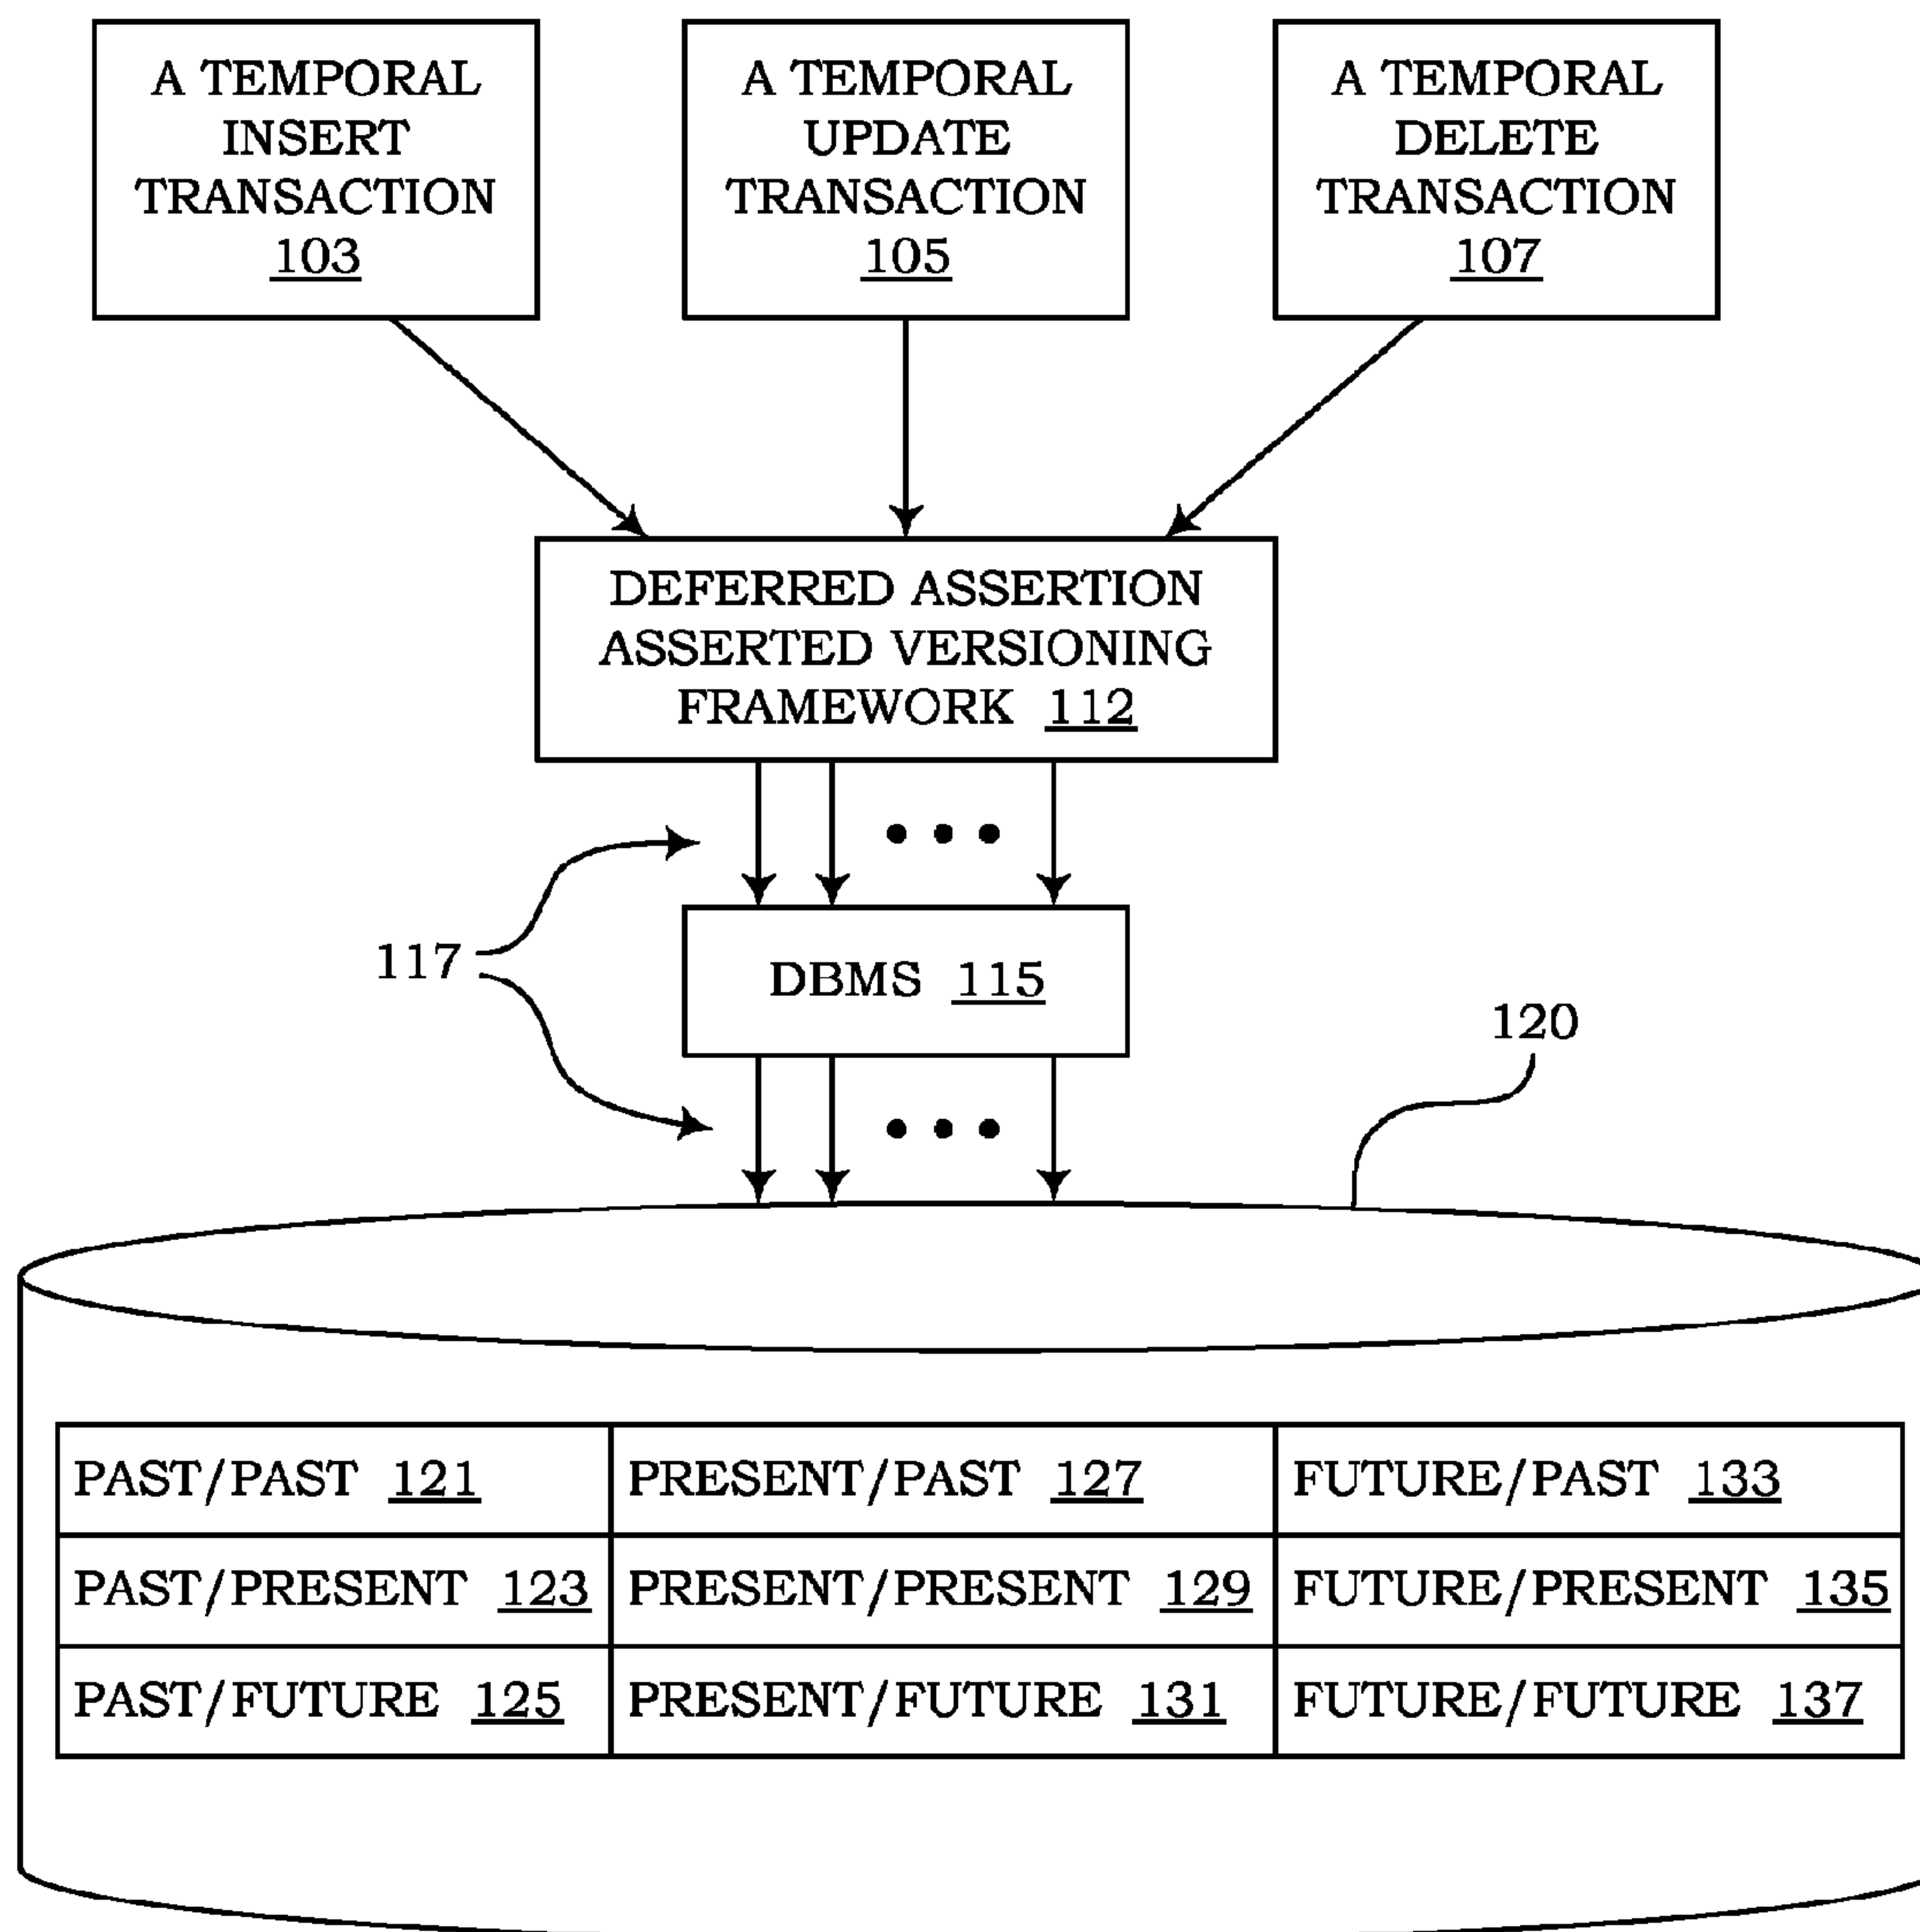 A TEMPORAL
INSERT
TRANSACTION
103
A TEMPORAL
UPDATE
TRANSACTION
105
A TEMPORAL
DELETE
TRANSACTION
107
DEFERRED ASSERTION
ASSERTED VERSIONING
FRAMEWORK 112
117
DBMS 115
120
PAST/PAST 121
PRESENT/PAST 127
FUTURE/PAST 133
PAST/PRESENT 123
PRESENT/PRESENT 129
FUTURE/PRESENT 135
PAST/FUTURE 125
PRESENT/FUTURE 131
FUTURE/FUTURE 137